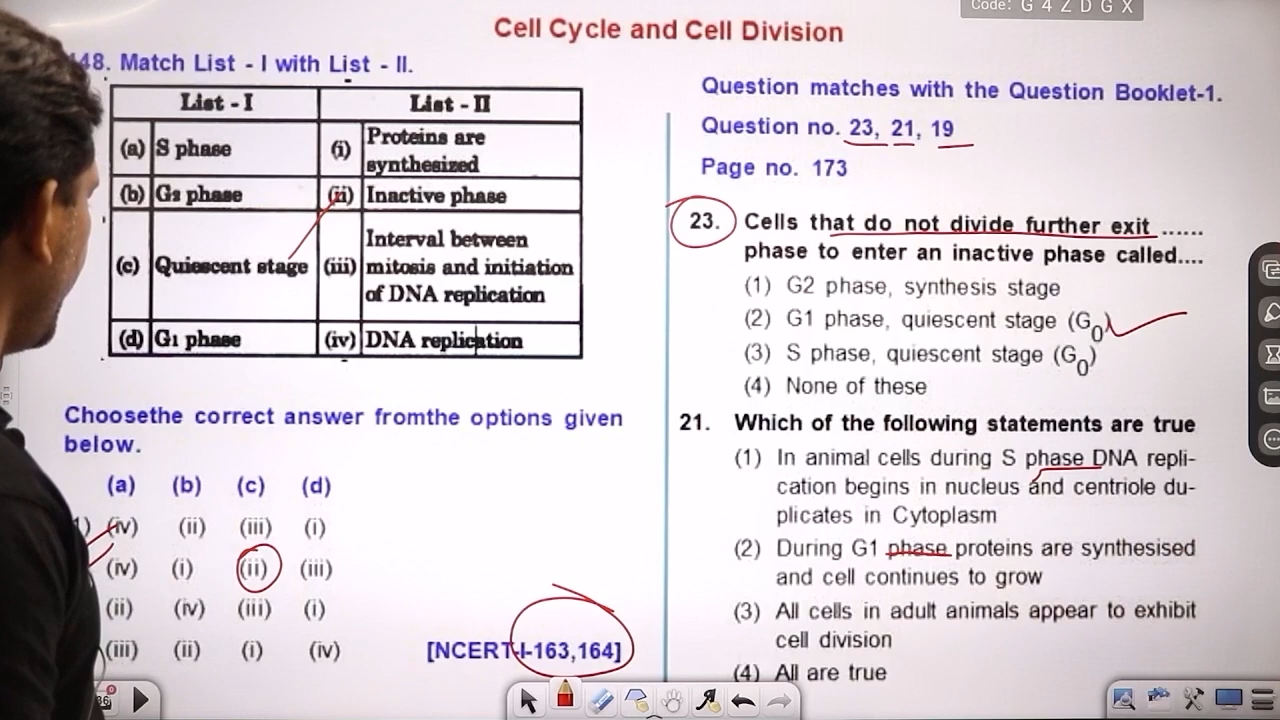 Code: G 4 Z D G X
Cell Cycle and Cell Division
48. Match List - I with List - II.
List - I List - II
(a) S phase (i) Proteins are
synthesized
(b) G2 phase (ii) Inactive phase
(c) Quiescent stage (iii) Interval between
mitosis and initiation
of DNA replication
(d) G1 phase (iv) DNA replication
Choosethe correct answer fromthe options given
below.
(a) (b) (c) (d)
) (iv) (ii) (iii) (i)
(iv) (i) (ii) (iii)
(ii) (iv) (iii) (i)
(iii) (ii) (i) (iv)
[NCERT-I-163,164]
Question matches with the Question Booklet-1.
Question no. 23, 21, 19
Page no. 173
23. Cells that do not divide further exit ......
phase to enter an inactive phase called....
(1) G2 phase, synthesis stage
(2) G1 phase, quiescent stage (G0)
(3) S phase, quiescent stage (G0)
(4) None of these
21. Which of the following statements are true
(1) In animal cells during S phase DNA repli-
cation begins in nucleus and centriole du-
plicates in Cytoplasm
(2) During G1 phase proteins are synthesised
and cell continues to grow
(3) All cells in adult animals appear to exhibit
cell division
(4) All are true